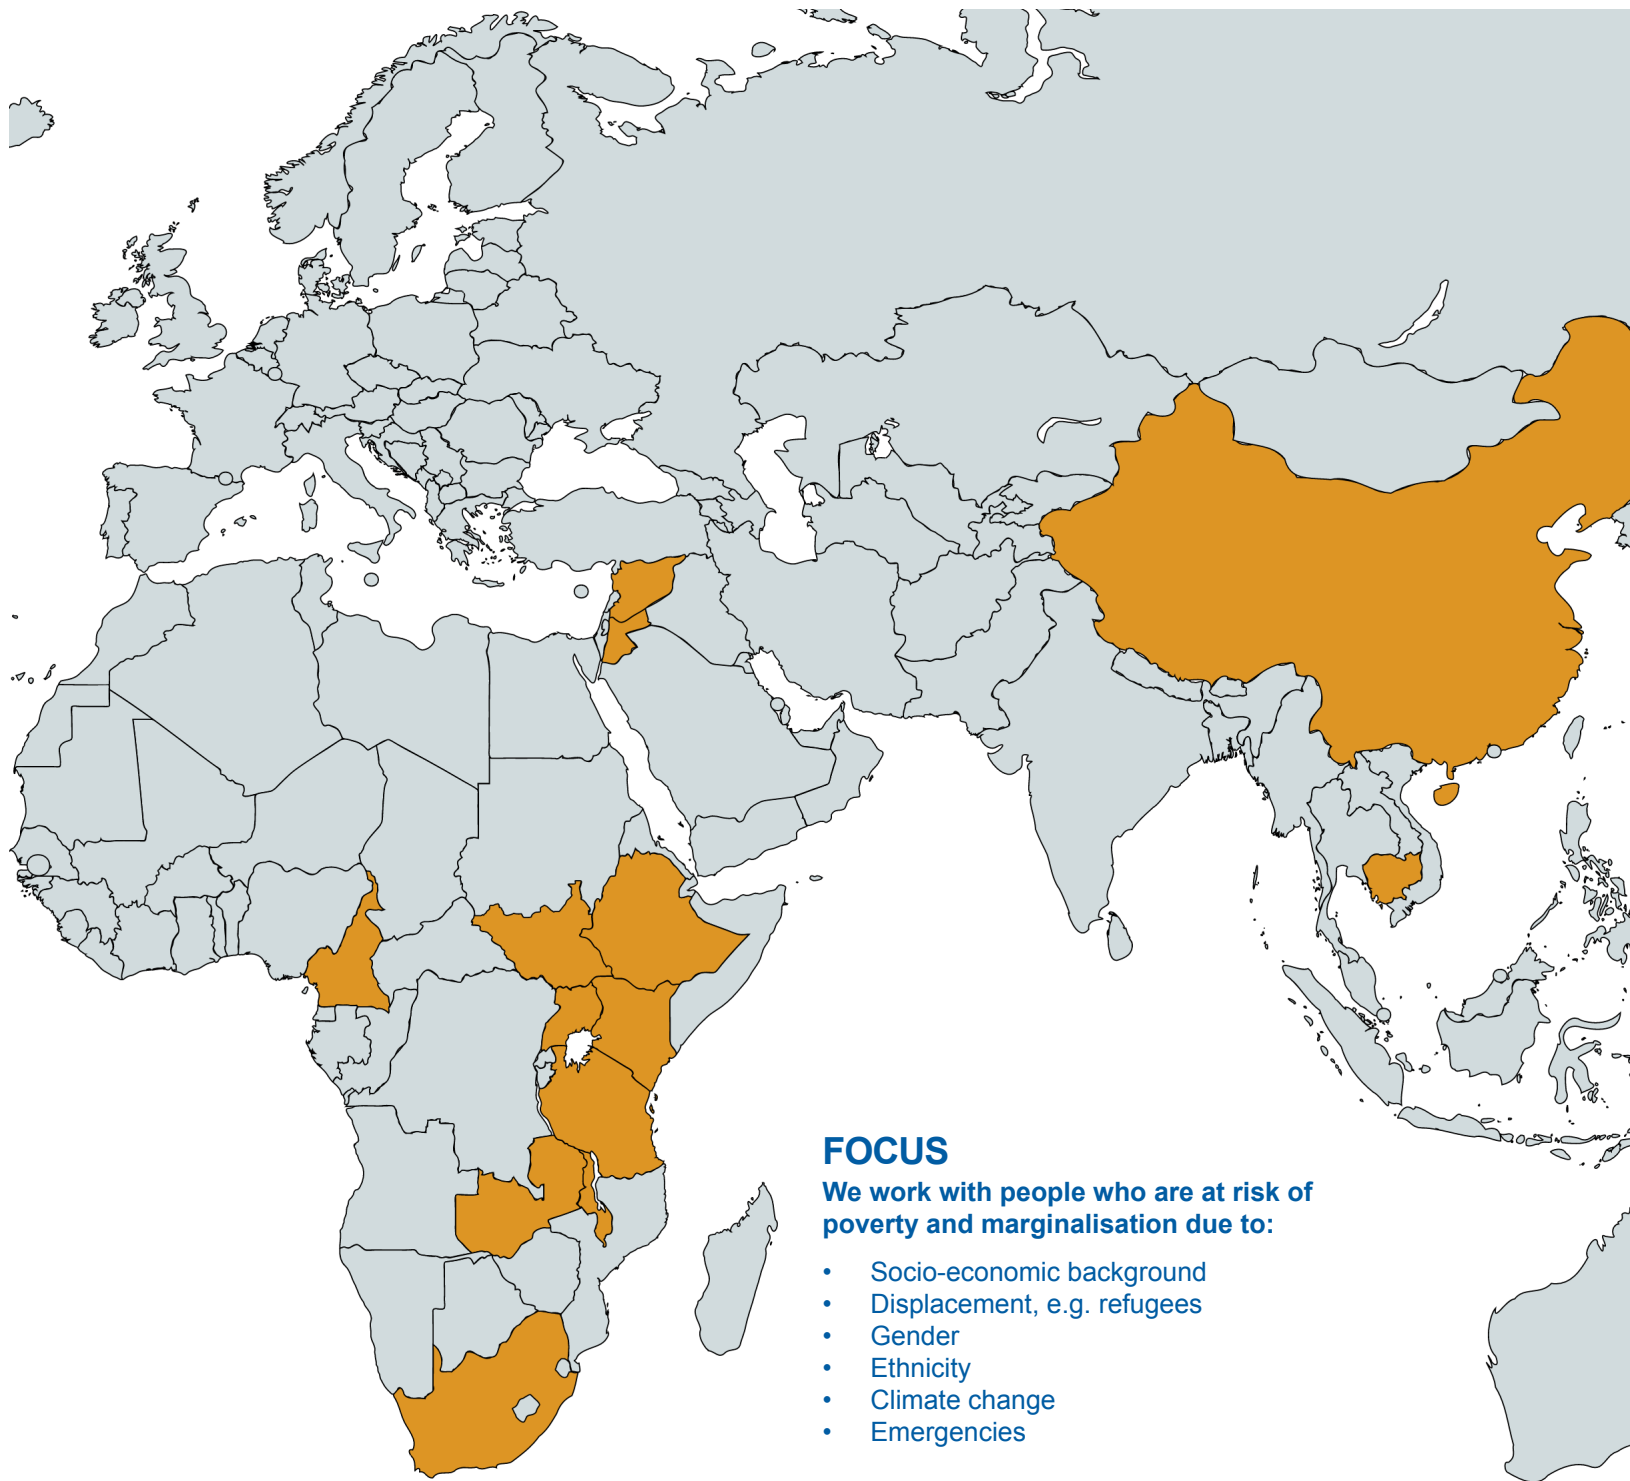 FOCUS
We work with people who are at risk of
poverty and marginalisation due to:
• Socio-economic background
• Displacement, e.g. refugees
• Gender
• Ethnicity
• Climate change
• Emergencies